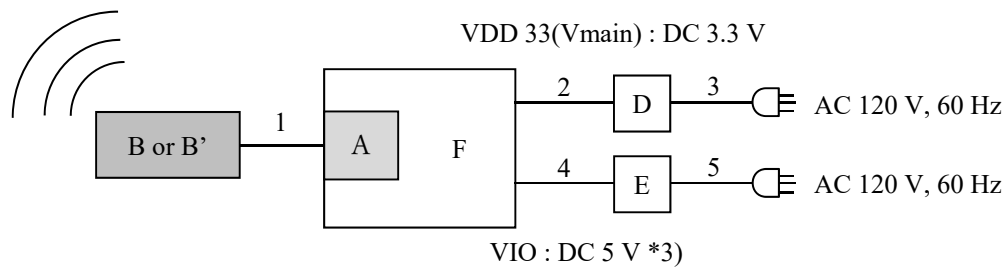 VDD 33(Vmain) : DC 3.3 V
2 D 3 AC 120 V, 60 Hz
B or B’ 1 A F
4 E 5 AC 120 V, 60 Hz
VIO : DC 5 V *3)